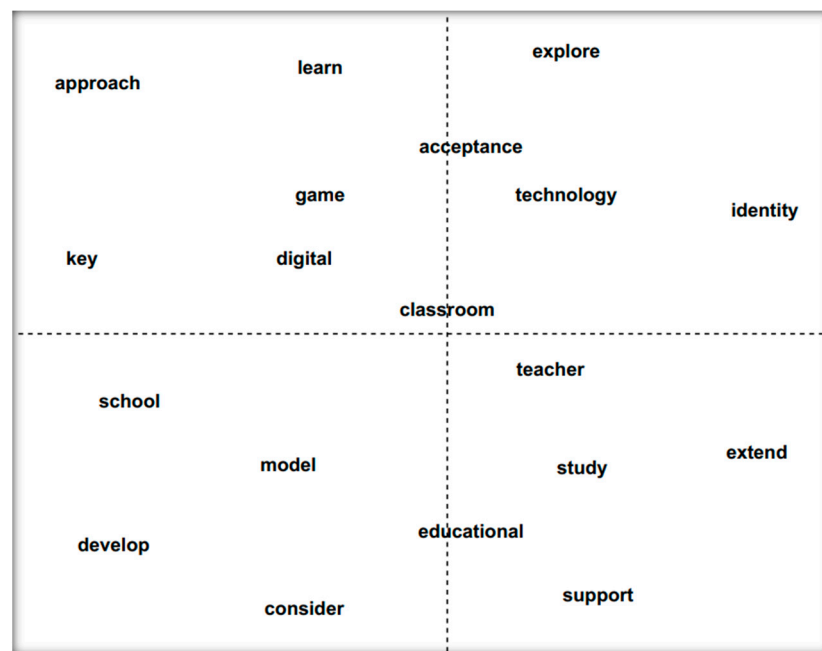 explore
learn
approach
acceptance
game
technology
identity
key
digital
classroom
teacher
school
extend
model
study
educational
develop
support
consider